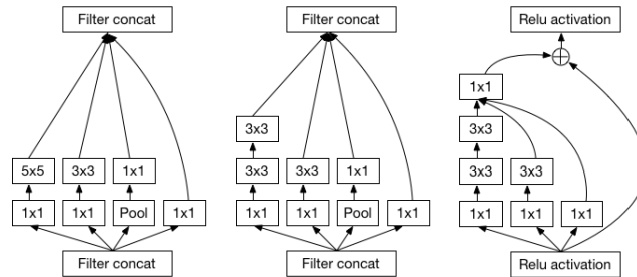 Filter concat
5x5 3x3 1x1
1x1 1x1 Pool 1x1
Filter concat
Filter concat
3x3
3x3 3x3 1x1
1x1 1x1 Pool 1x1
Filter concat
Relu activation
1x1
3x3
3x3 3x3
1x1 1x1 1x1
Relu activation